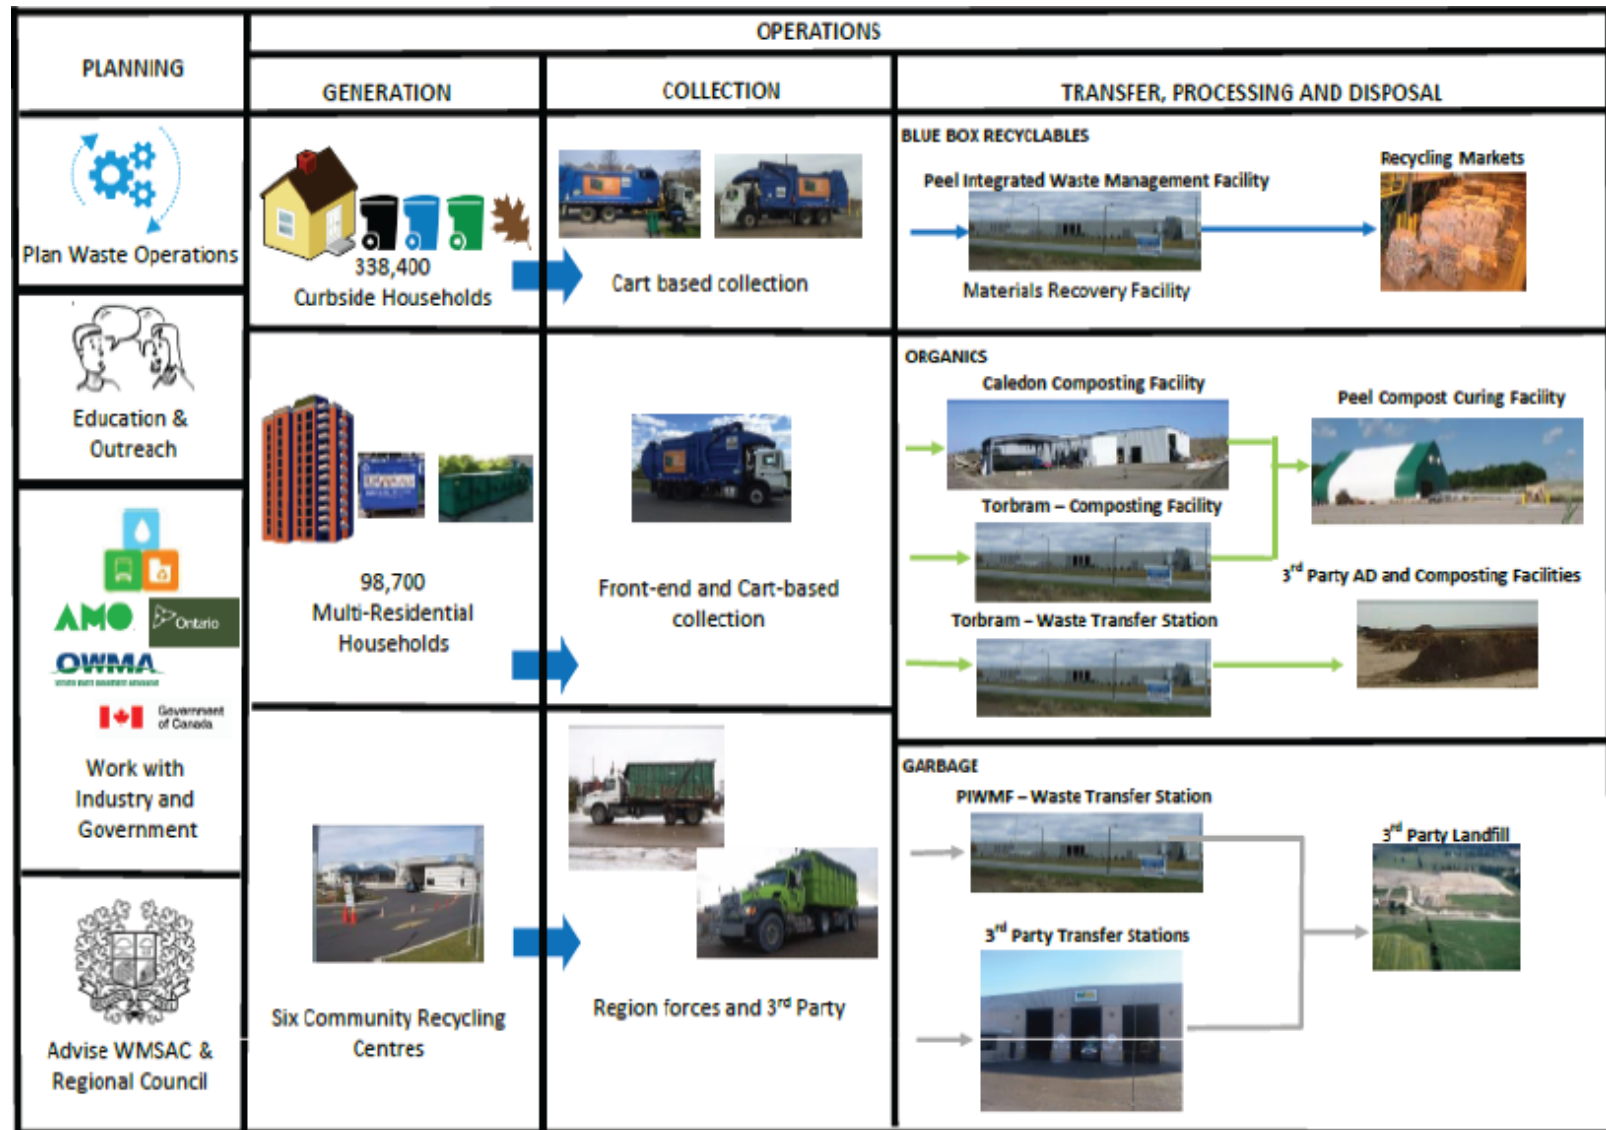 OPERATIONS
PLANNING
GENERATION
COLLECTION
TRANSFER, PROCESSING AND DISPOSAL
Plan Waste Operations
Education &
Outreach
AMO
Ontario
OWMA
Government
of Canada
Work with
Industry and
Government
Advise WMSAC &
Regional Council
338,400
Curbside Households
98,700
Multi-Residential
Households
Six Community Recycling
Centres
Cart based collection
Front-end and Cart-based
collection
Region forces and 3rd Party
BLUE BOX RECYCLABLES
Peel Integrated Waste Management Facility
Materials Recovery Facility
Recycling Markets
ORGANICS
Caledon Composting Facility
Peel Compost Curing Facility
Torbram – Composting Facility
3rd Party AD and Composting Facilities
Torbram – Waste Transfer Station
GARBAGE
PIWMF – Waste Transfer Station
3rd Party Landfill
3rd Party Transfer Stations